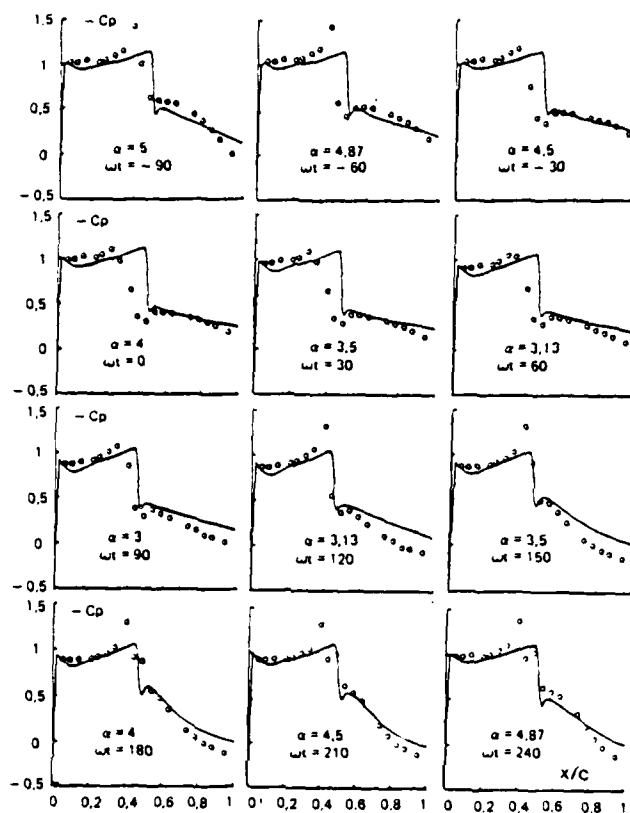 − Cp
1,5
1
0,5
0
− 0,5
α = 5
ωt = − 90
α = 4,87
ωt = − 60
α = 4,5
ωt = − 30
− Cp
1,5
1
0,5
0
− 0,5
α = 4
ωt = 0
α = 3,5
ωt = 30
α = 3,13
ωt = 60
− Cp
1,5
1
0,5
0
− 0,5
α = 3
ωt = 90
α = 3,13
ωt = 120
α = 3,5
ωt = 150
− Cp
1,5
1
0,5
0
− 0,5
α = 4
ωt = 180
α = 4,5
ωt = 210
α = 4,87
ωt = 240
X/C
0 0,2 0,4 0,6 0,8 1
0 0,2 0,4 0,6 0,8 1
0 0,2 0,4 0,6 0,8 1